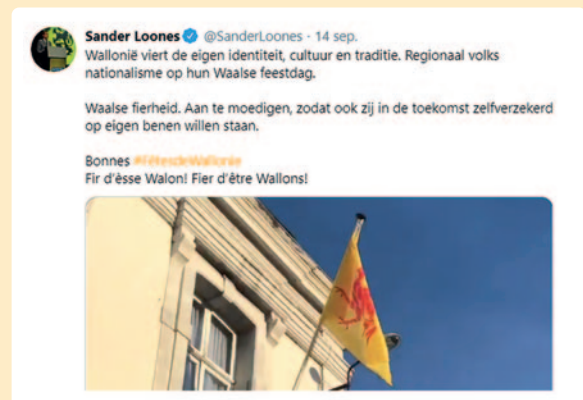 Sander Loones @SanderLoones · 14 sep.
Wallonië viert de eigen identiteit, cultuur en traditie. Regionaal volks
nationalisme op hun Waalse feestdag.
Waalse fierheid. Aan te moedigen, zodat ook zij in de toekomst zelfverzekerd
op eigen benen willen staan.
Bonnes #FêtesdeWallonie
Fir d'èsse Walon! Fier d'être Wallons!